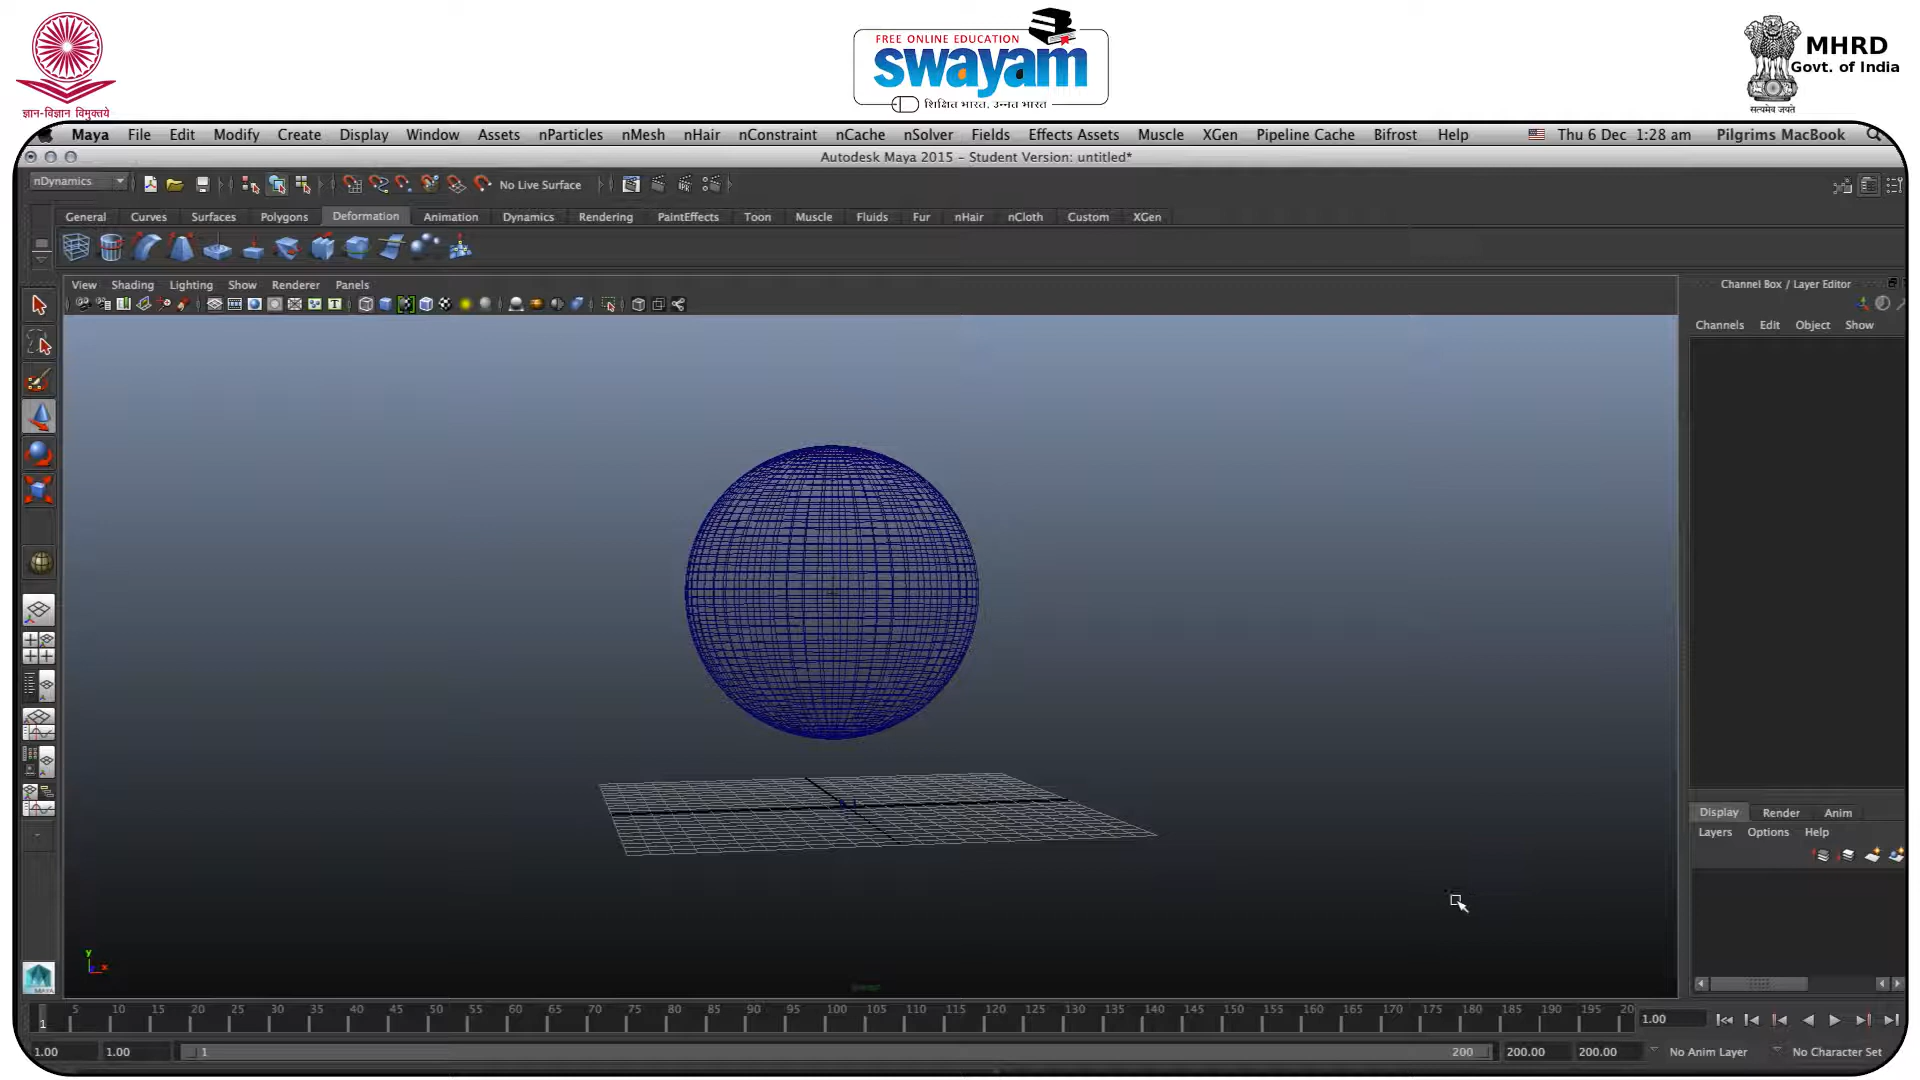 ज्ञान-विज्ञान विमुक्तये
FREE ONLINE EDUCATION
swayam
शिक्षित भारत, उन्नत भारत
MHRD
Govt. of India
सत्यमेव जयते
Maya File Edit Modify Create Display Window Assets nParticles nMesh nHair nConstraint nCache nSolver Fields Effects Assets Muscle XGen Pipeline Cache Bifrost Help Thu 6 Dec 1:28 am Pilgrims MacBook
Autodesk Maya 2015 - Student Version: untitled*
nDynamics No Live Surface
General Curves Surfaces Polygons Deformation Animation Dynamics Rendering PaintEffects Toon Muscle Fluids Fur nHair nCloth Custom XGen
View Shading Lighting Show Renderer Panels
Channel Box / Layer Editor
Channels Edit Object Show
Display Render Anim
Layers Options Help
y
x
MAYA
5 10 15 20 25 30 35 40 45 50 55 60 65 70 75 80 85 90 95 100 105 110 115 120 125 130 135 140 145 150 155 160 165 170 175 180 185 190 195 20
1 1.00
1.00 1.00 1 200 200.00 200.00 No Anim Layer No Character Set